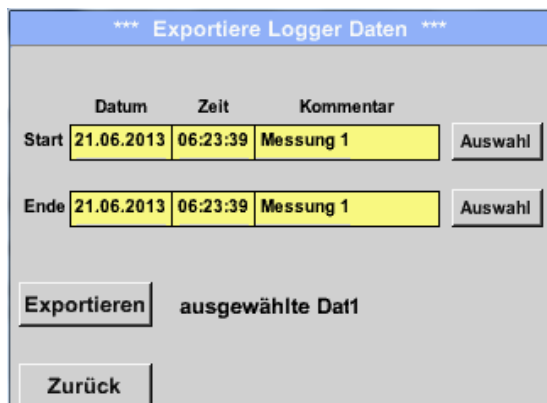 *** Exportiere Logger Daten ***
Datum Zeit Kommentar
Start 21.06.2013 06:23:39 Messung 1 Auswahl
Ende 21.06.2013 06:23:39 Messung 1 Auswahl
Exportieren ausgewählte Dat1
Zurück